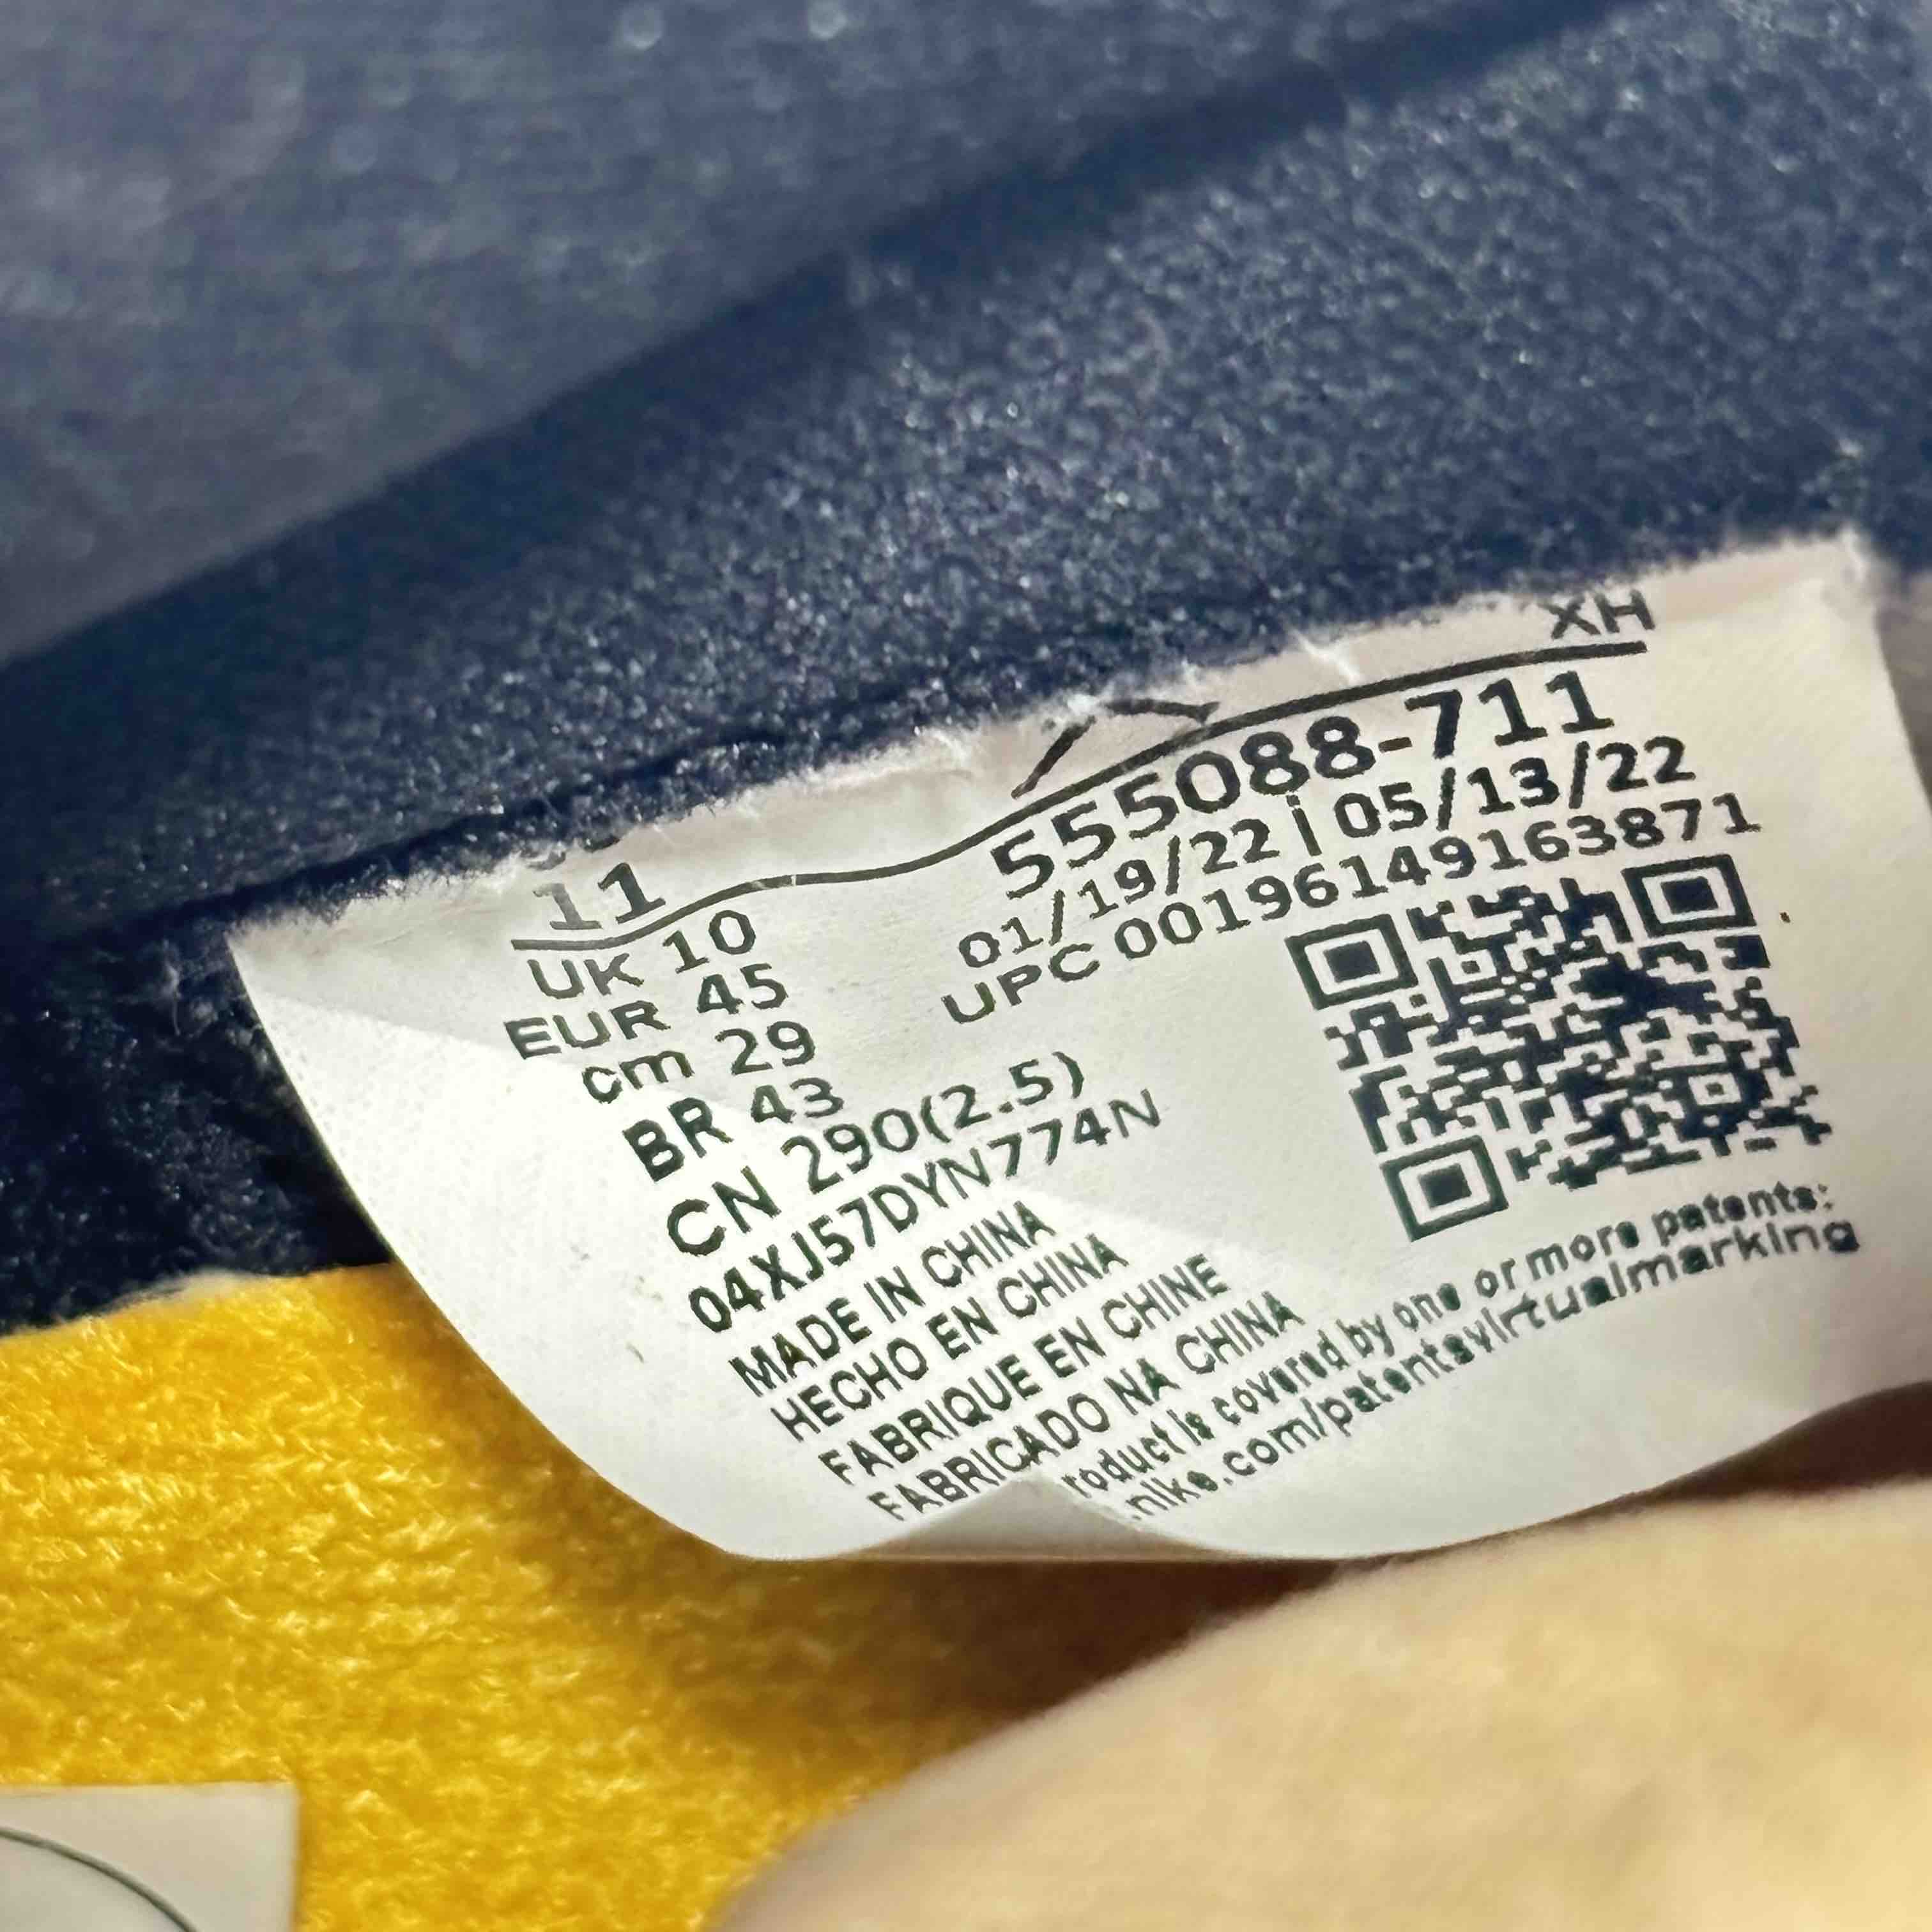 XH
11
555088-711
01/19/22 | 05/13/22
UPC 00196149163871
UK 10
EUR 45
cm 29
BR 43
CN 290(2.5)
04XJ57DYN774N
MADE IN CHINA
HECHO EN CHINA
FABRIQUE EN CHINE
FABRICADO NA CHINA
roduct is covered by one or more patents:
.nike.com/patentsvirtualmarking